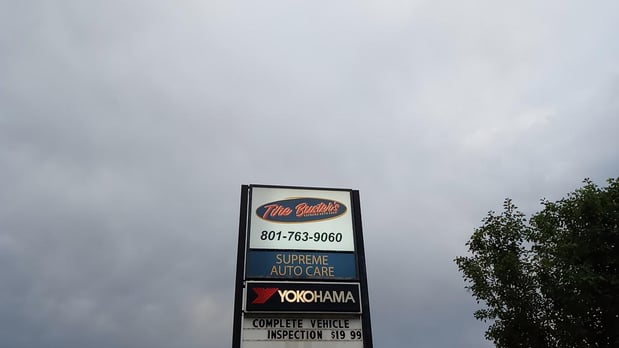 Tire Buster's
801-763-9060
SUPREME
AUTO CARE
YOKOHAMA
COMPLETE VEHICLE
INSPECTION $19 99